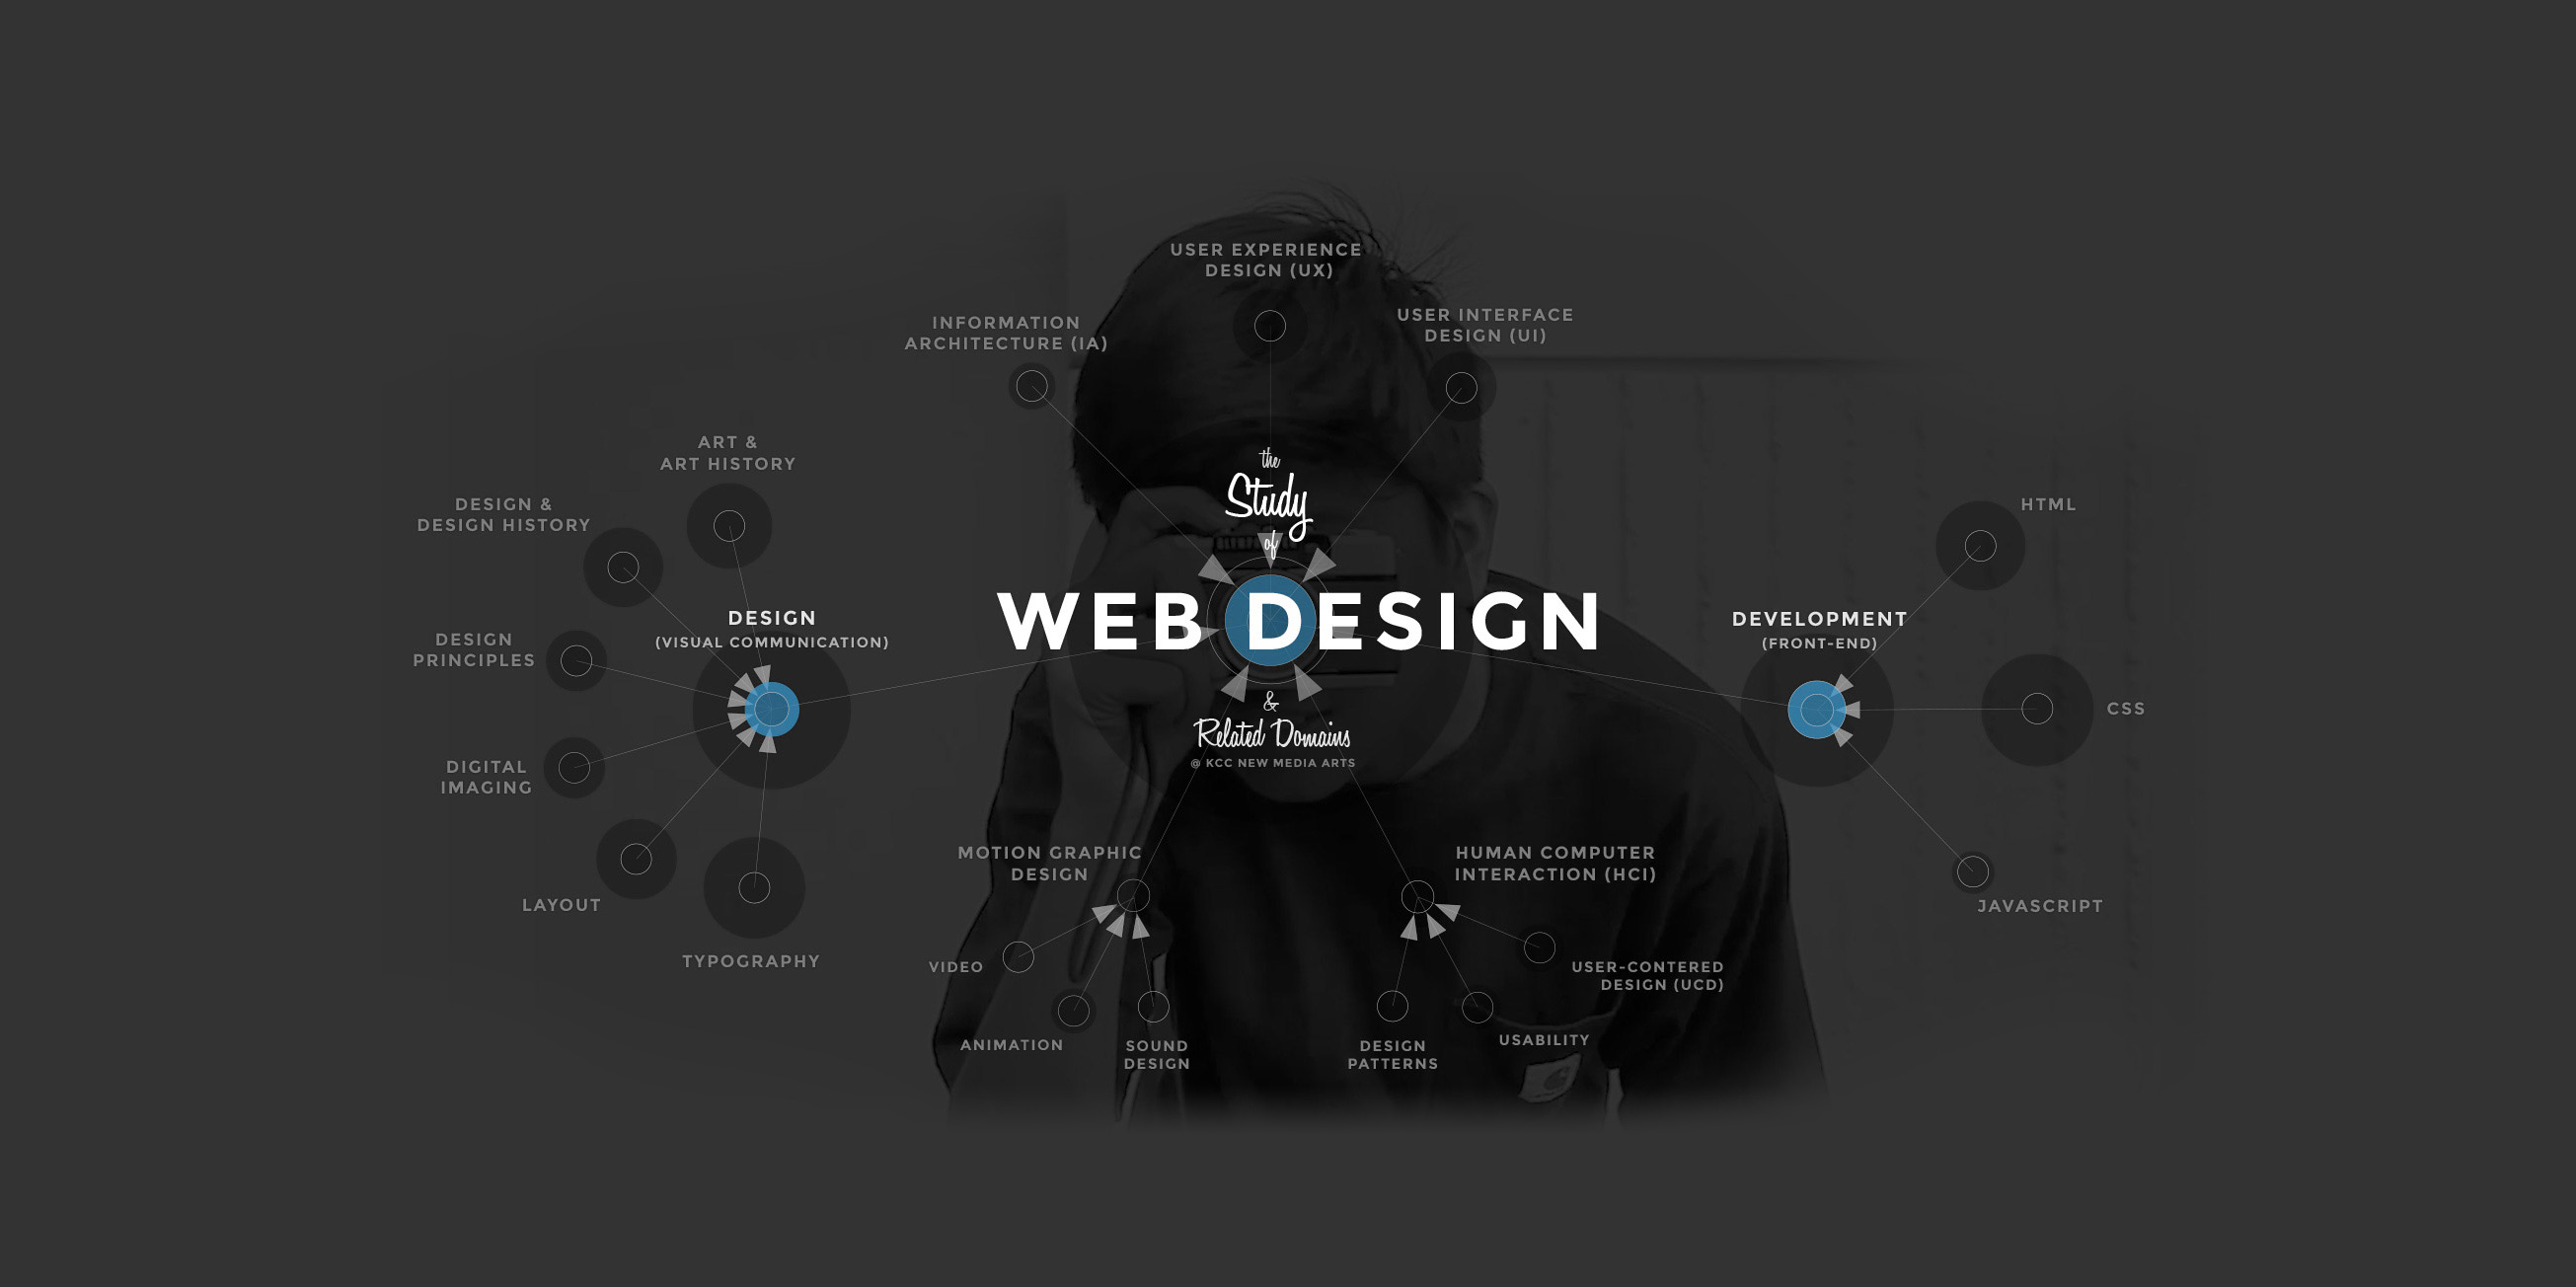 the
Study
of
WEB DESIGN
&
Related Domains
@ KCC NEW MEDIA ARTS
USER EXPERIENCE
DESIGN (UX)
INFORMATION
ARCHITECTURE (IA)
USER INTERFACE
DESIGN (UI)
ART &
ART HISTORY
DESIGN &
DESIGN HISTORY
DESIGN
(VISUAL COMMUNICATION)
DESIGN
PRINCIPLES
DIGITAL
IMAGING
LAYOUT
TYPOGRAPHY
DEVELOPMENT
(FRONT-END)
HTML
CSS
JAVASCRIPT
MOTION GRAPHIC
DESIGN
VIDEO
ANIMATION
SOUND
DESIGN
HUMAN COMPUTER
INTERACTION (HCI)
USER-CONTERED
DESIGN (UCD)
USABILITY
DESIGN
PATTERNS